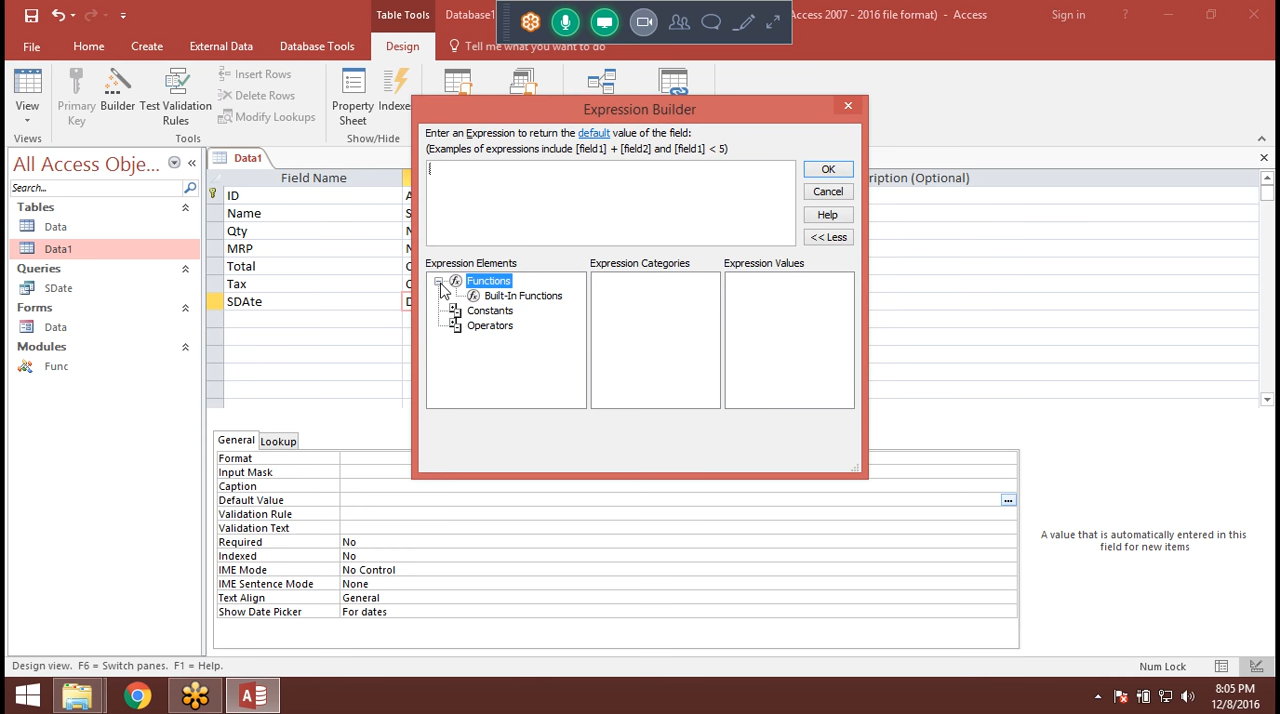 Table Tools
Database1
Access 2007 - 2016 file format) - Access
Sign in
?
File
Home
Create
External Data
Database Tools
Design
Tell me what you want to do
View
Primary Key
Builder
Test Validation Rules
Insert Rows
Delete Rows
Modify Lookups
Property Sheet
Indexe
Views
Tools
Show/Hide
Expression Builder
Enter an Expression to return the default value of the field:
(Examples of expressions include [field1] + [field2] and [field1] < 5)
OK
Cancel
Help
<< Less
Expression Elements
Expression Categories
Expression Values
Functions
Built-In Functions
Constants
Operators
All Access Obje...
Search...
Tables
Data
Data1
Queries
SDate
Forms
Data
Modules
Func
Data1
Field Name
ription (Optional)
ID
Name
Qty
MRP
Total
Tax
SDAte
General
Lookup
Format
Input Mask
Caption
Default Value
Validation Rule
Validation Text
Required No
Indexed No
IME Mode No Control
IME Sentence Mode None
Text Align General
Show Date Picker For dates
A value that is automatically entered in this
field for new items
Design view. F6 = Switch panes. F1 = Help.
Num Lock
8:05 PM
12/8/2016